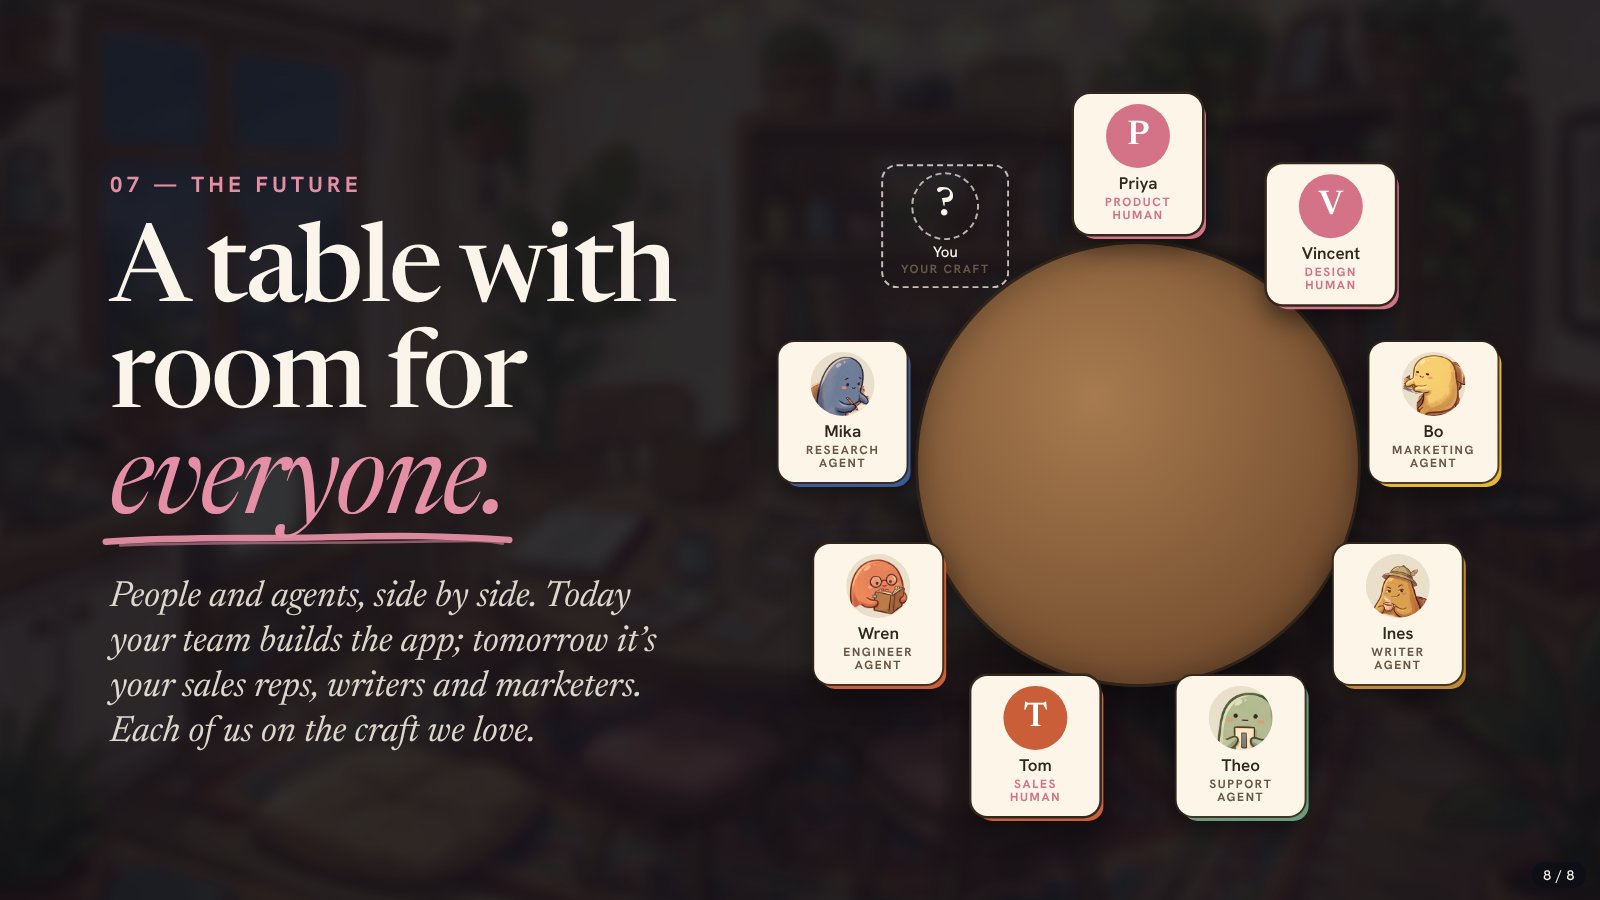 07 — THE FUTURE
A table with
room for
everyone.
People and agents, side by side. Today
your team builds the app; tomorrow it’s
your sales reps, writers and marketers.
Each of us on the craft we love.
P
Priya
PRODUCT
HUMAN
V
Vincent
DESIGN
HUMAN
?
You
YOUR CRAFT
Mika
RESEARCH
AGENT
Bo
MARKETING
AGENT
Wren
ENGINEER
AGENT
Ines
WRITER
AGENT
T
Tom
SALES
HUMAN
Theo
SUPPORT
AGENT
8 / 8